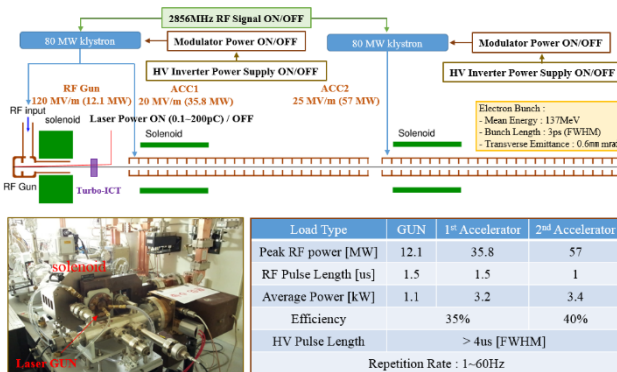 2856MHz RF Signal ON/OFF
80 MW klystron
Modulator Power ON/OFF
80 MW klystron
Modulator Power ON/OFF
HV Inverter Power Supply ON/OFF
HV Inverter Power Supply ON/OFF
RF Gun
120 MV/m (12.1 MW)
ACC1
20 MV/m (35.8 MW)
ACC2
25 MV/m (57 MW)
RF input
solenoid
Laser Power ON (0.1~200pC) / OFF
Solenoid
Solenoid
Electron Bunch :
- Mean Energy : 137MeV
- Bunch Length : 3ps (FWHM)
- Transverse Emittance : 0.6mm mrad
RF Gun
Turbo-ICT
solenoid
Laser GUN
Load Type GUN 1st Accelerator 2nd Accelerator
Peak RF power [MW] 12.1 35.8 57
RF Pulse Length [us] 1.5 1.5 1
Average Power [kW] 1.1 3.2 3.4
Efficiency 35% 40%
HV Pulse Length > 4us [FWHM]
Repetition Rate : 1~60Hz